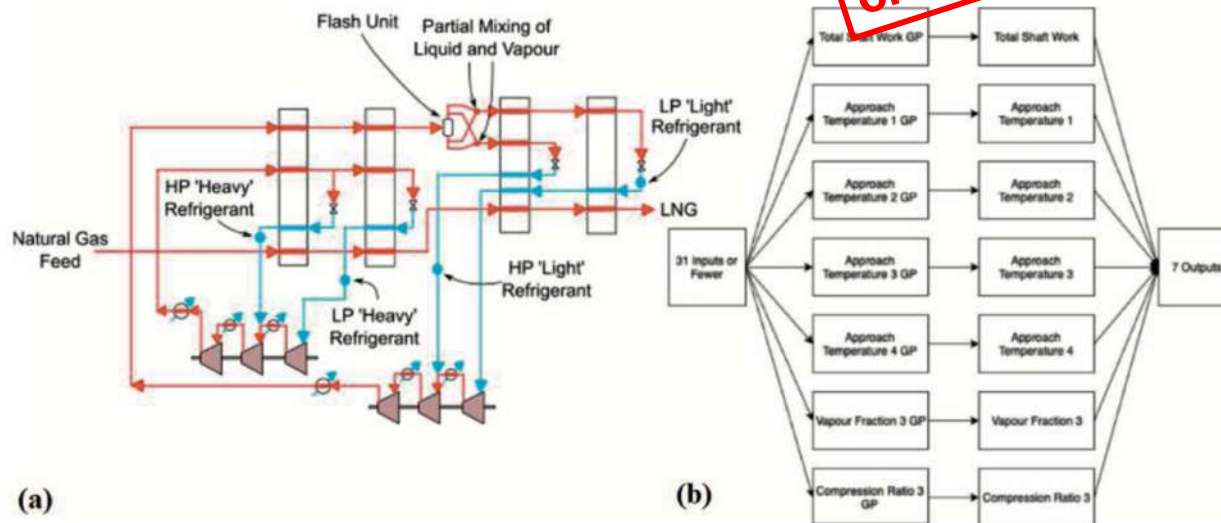 Flash Unit
Partial Mixing of
Liquid and Vapour
LP 'Light'
Refrigerant
HP 'Heavy'
Refrigerant
LNG
Natural Gas
Feed
HP 'Light'
Refrigerant
LP 'Heavy'
Refrigerant
(a)
Total Shaft Work GP
Total Shaft Work
Approach
Temperature 1 GP
Approach
Temperature 1
Approach
Temperature 2 GP
Approach
Temperature 2
31 Inputs or
Fewer
Approach
Temperature 3 GP
Approach
Temperature 3
7 Outputs
Approach
Temperature 4 GP
Approach
Temperature 4
Vapour Fraction 3 GP
Vapour Fraction 3
Compression Ratio 3
GP
Compression Ratio 3
(b)